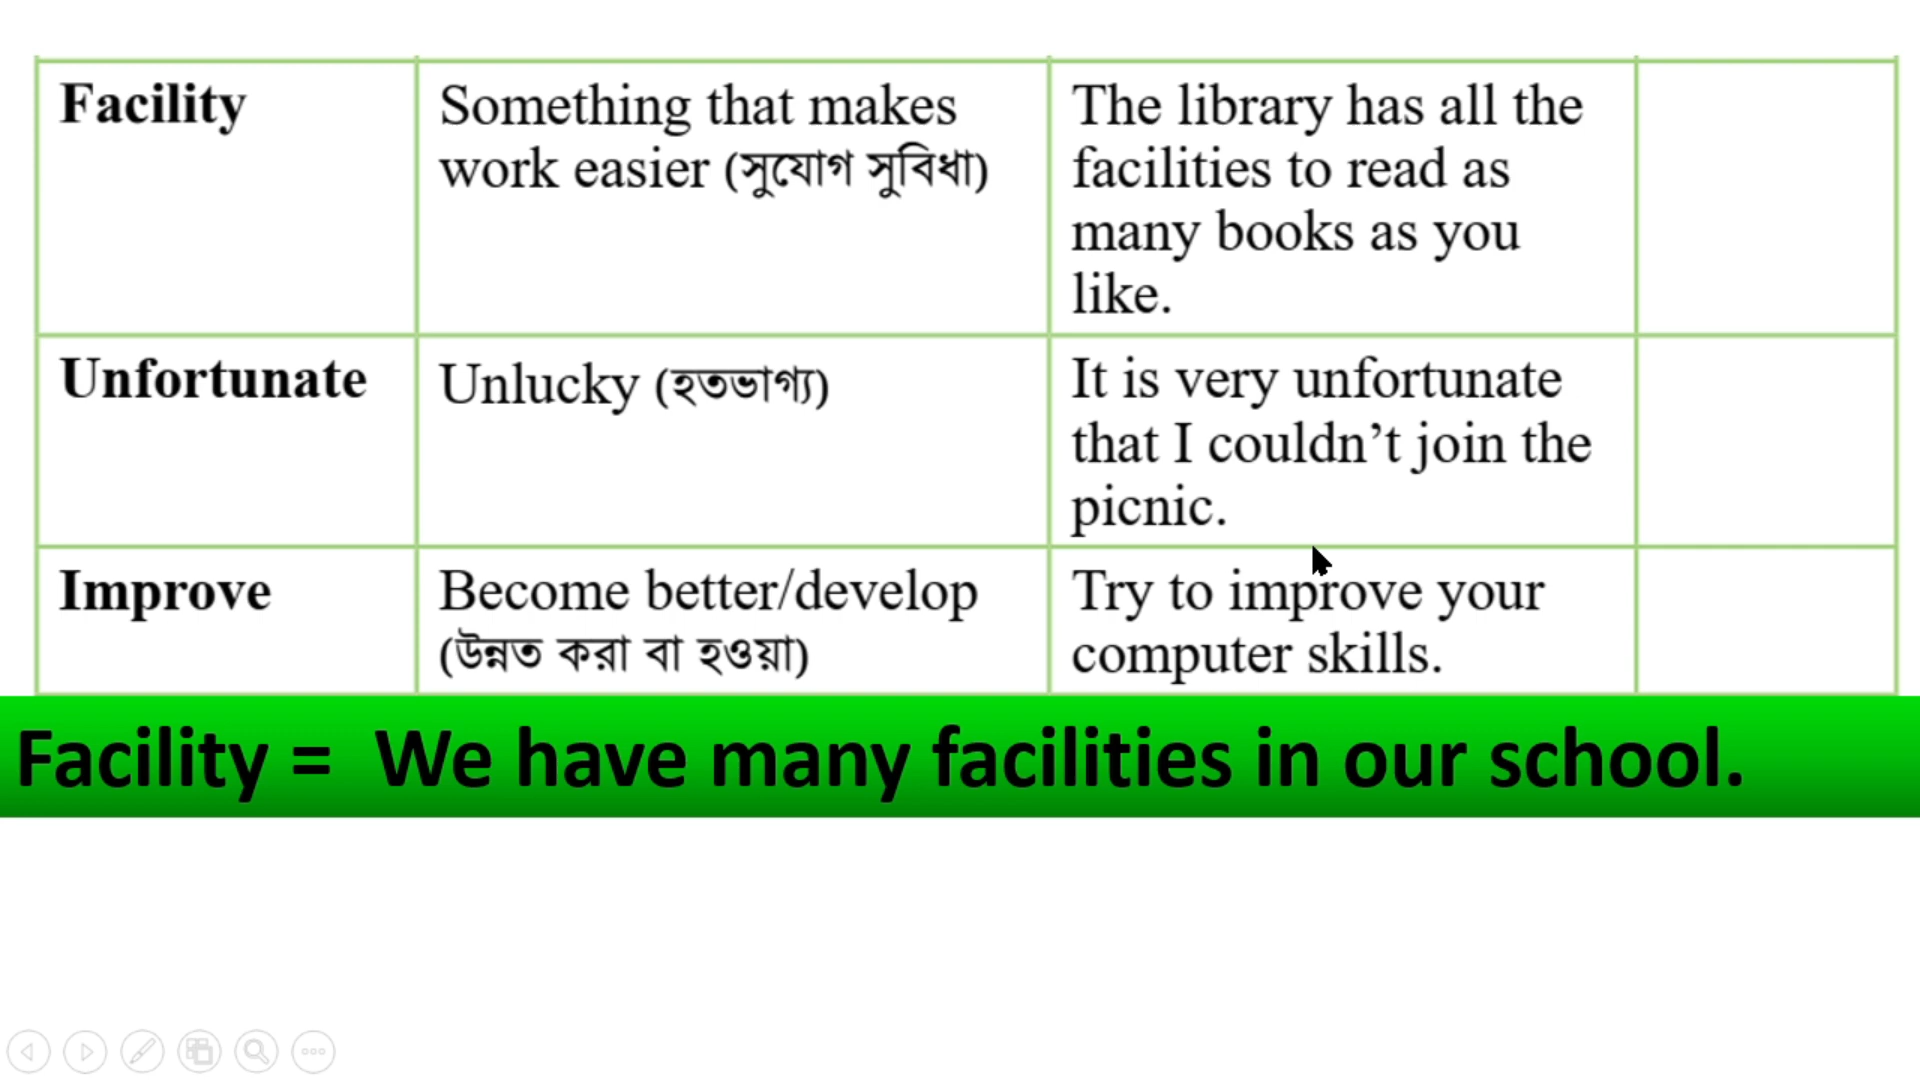 Facility
Something that makes
work easier (সুযোগ সুবিধা)
The library has all the
facilities to read as
many books as you
like.
Unfortunate
Unlucky (হতভাগ্য)
It is very unfortunate
that I couldn’t join the
picnic.
Improve
Become better/develop
(উন্নত করা বা হওয়া)
Try to improve your
computer skills.
Facility = We have many facilities in our school.